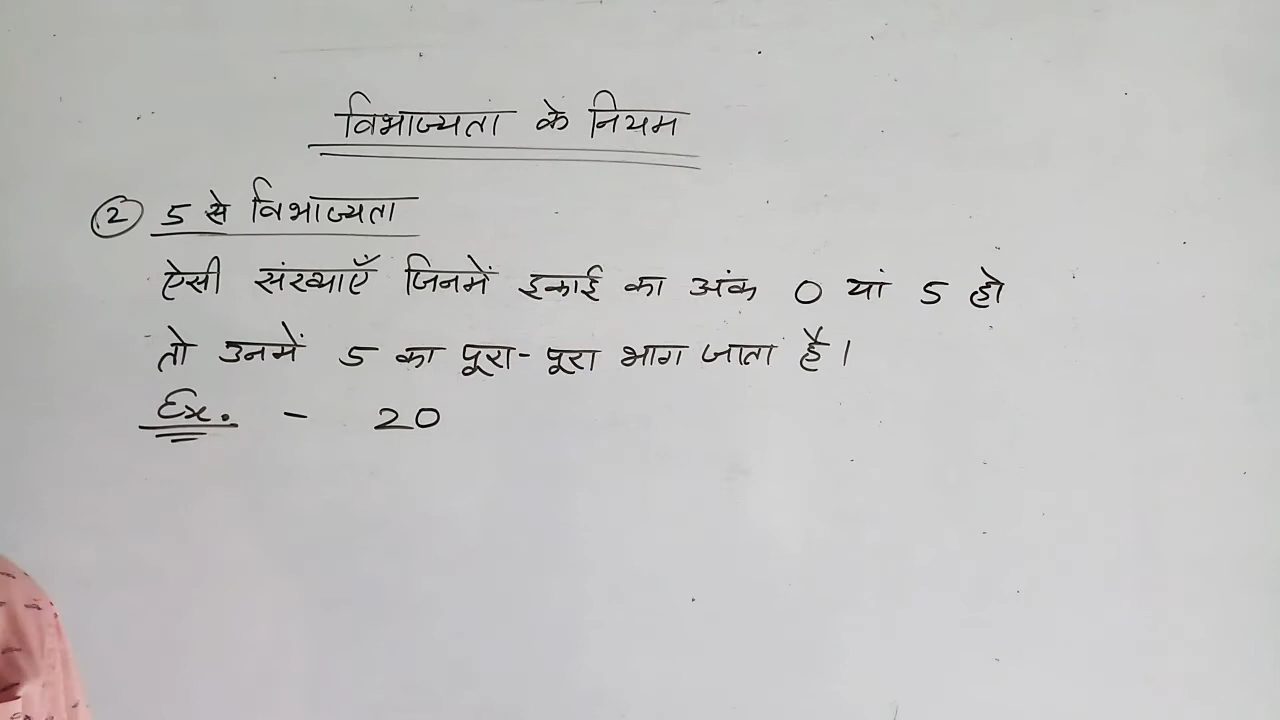 विभाज्यता के नियम
② 5 से विभाज्यता
ऐसी संख्याएँ जिनमें इकाई का अंक 0 यां 5 हो
तो उनमें 5 का पूरा-पूरा भाग जाता है।
Ex. - 20